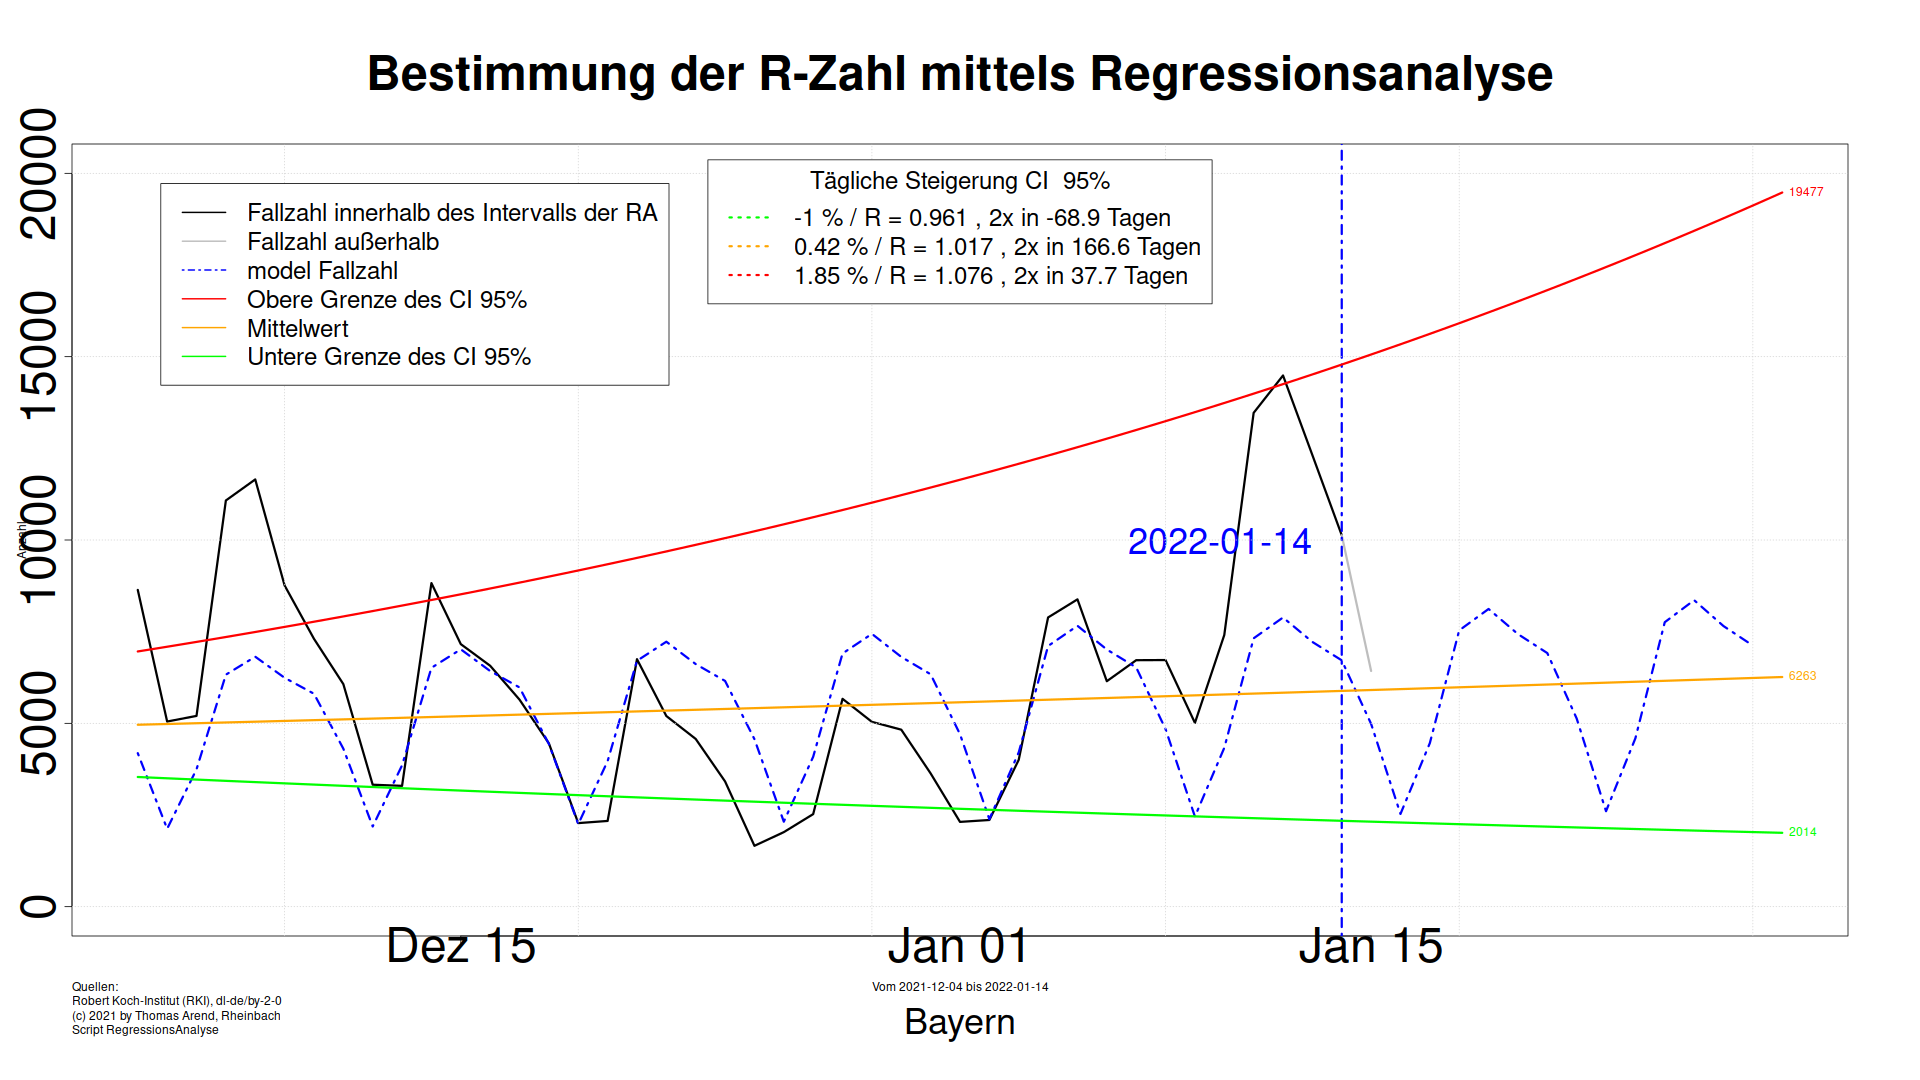 Bestimmung der R-Zahl mittels Regressionsanalyse
20000
15000
10000
5000
0
Anzahl
Fallzahl innerhalb des Intervalls der RA
Fallzahl außerhalb
model Fallzahl
Obere Grenze des CI 95%
Mittelwert
Untere Grenze des CI 95%
Tägliche Steigerung CI  95%
-1 % / R = 0.961 , 2x in -68.9 Tagen
0.42 % / R = 1.017 , 2x in 166.6 Tagen
1.85 % / R = 1.076 , 2x in 37.7 Tagen
19477
2022-01-14
6263
2014
Dez 15
Jan 01
Jan 15
Quellen:
Robert Koch-Institut (RKI), dl-de/by-2-0
(c) 2021 by Thomas Arend, Rheinbach
Script RegressionsAnalyse
Vom 2021-12-04 bis 2022-01-14
Bayern